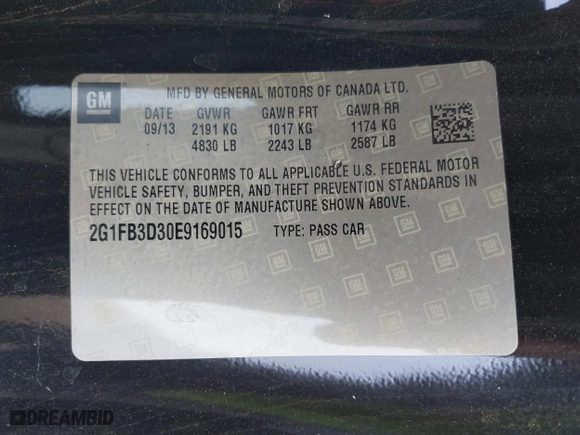 GM
MFD BY GENERAL MOTORS OF CANADA LTD.
DATE GVWR GAWR FRT GAWR RR
09/13 2191 KG 1017 KG 1174 KG
4830 LB 2243 LB 2587 LB
THIS VEHICLE CONFORMS TO ALL APPLICABLE U.S. FEDERAL MOTOR
VEHICLE SAFETY, BUMPER, AND THEFT PREVENTION STANDARDS IN
EFFECT ON THE DATE OF MANUFACTURE SHOWN ABOVE.
2G1FB3D30E9169015 TYPE: PASS CAR
DREAMBID